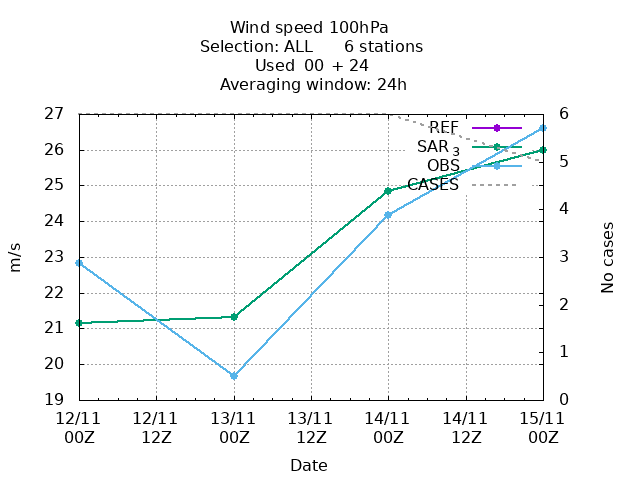 Wind speed 100hPa
Selection: ALL 6 stations
Used 00 + 24
Averaging window: 24h
27
26
25
24
23
22
21
20
19
m/s
6
5
4
3
2
1
0
No cases
REF
SAR 3
OBS
CASES
12/11 12/11 13/11 13/11 14/11 14/11 15/11
00Z 12Z 00Z 12Z 00Z 12Z 00Z
Date